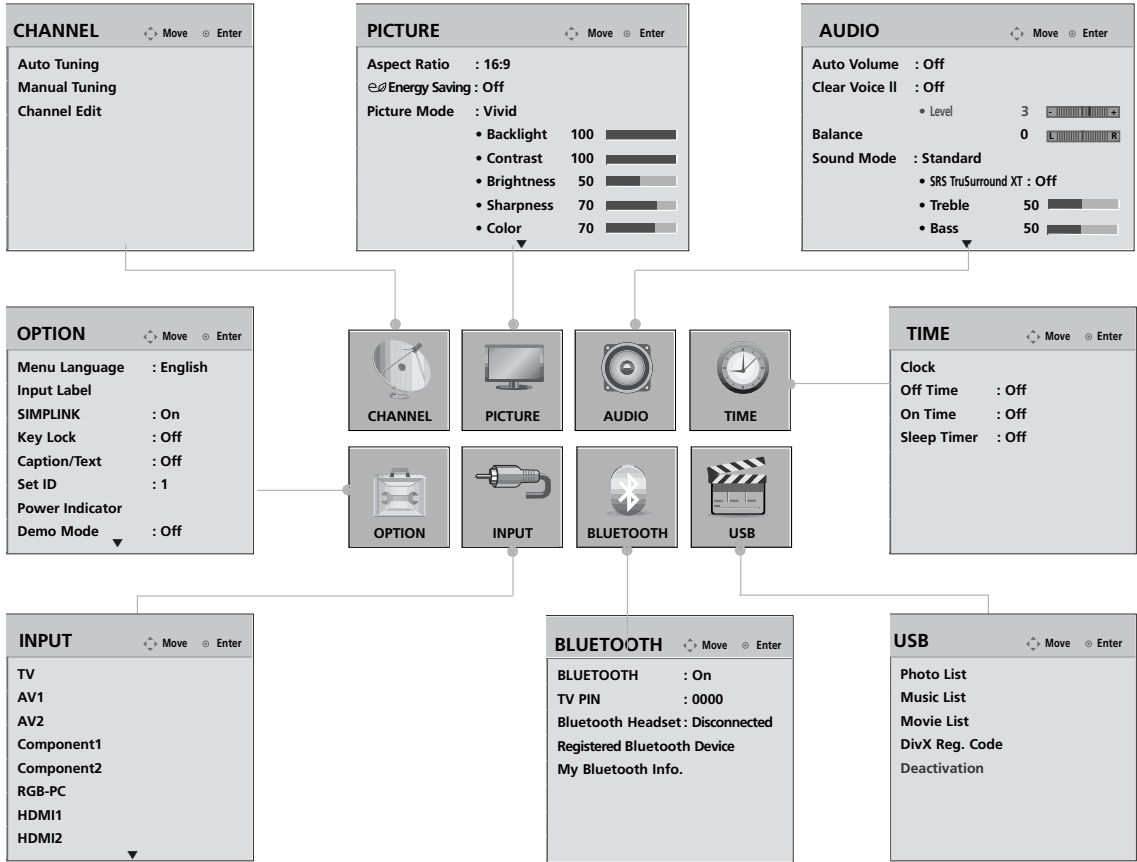 CHANNEL Move Enter
Auto Tuning
Manual Tuning
Channel Edit
PICTURE Move Enter
Aspect Ratio : 16:9
Energy Saving : Off
Picture Mode : Vivid
• Backlight 100
• Contrast 100
• Brightness 50
• Sharpness 70
• Color 70
AUDIO Move Enter
Auto Volume : Off
Clear Voice ll : Off
• Level 3 - +
Balance 0 L R
Sound Mode : Standard
• SRS TruSurround XT : Off
• Treble 50
• Bass 50
OPTION Move Enter
Menu Language : English
Input Label
SIMPLINK : On
Key Lock : Off
Caption/Text : Off
Set ID : 1
Power Indicator
Demo Mode : Off
CHANNEL PICTURE AUDIO TIME
OPTION INPUT BLUETOOTH USB
TIME Move Enter
Clock
Off Time : Off
On Time : Off
Sleep Timer : Off
INPUT Move Enter
TV
AV1
AV2
Component1
Component2
RGB-PC
HDMI1
HDMI2
BLUETOOTH Move Enter
BLUETOOTH : On
TV PIN : 0000
Bluetooth Headset : Disconnected
Registered Bluetooth Device
My Bluetooth Info.
USB Move Enter
Photo List
Music List
Movie List
DivX Reg. Code
Deactivation